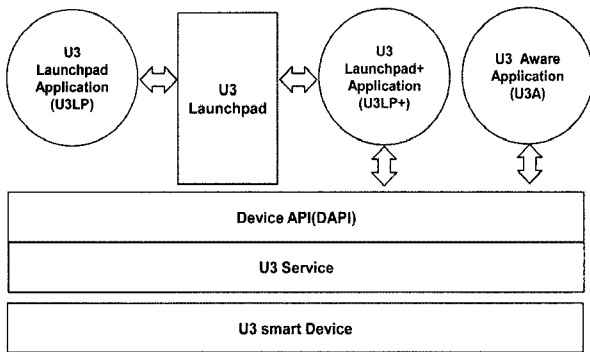 U3
Launchpad
Application
(U3LP)
U3
Launchpad
U3
Launchpad+
Application
(U3LP+)
U3 Aware
Application
(U3A)
Device API(DAPI)
U3 Service
U3 smart Device